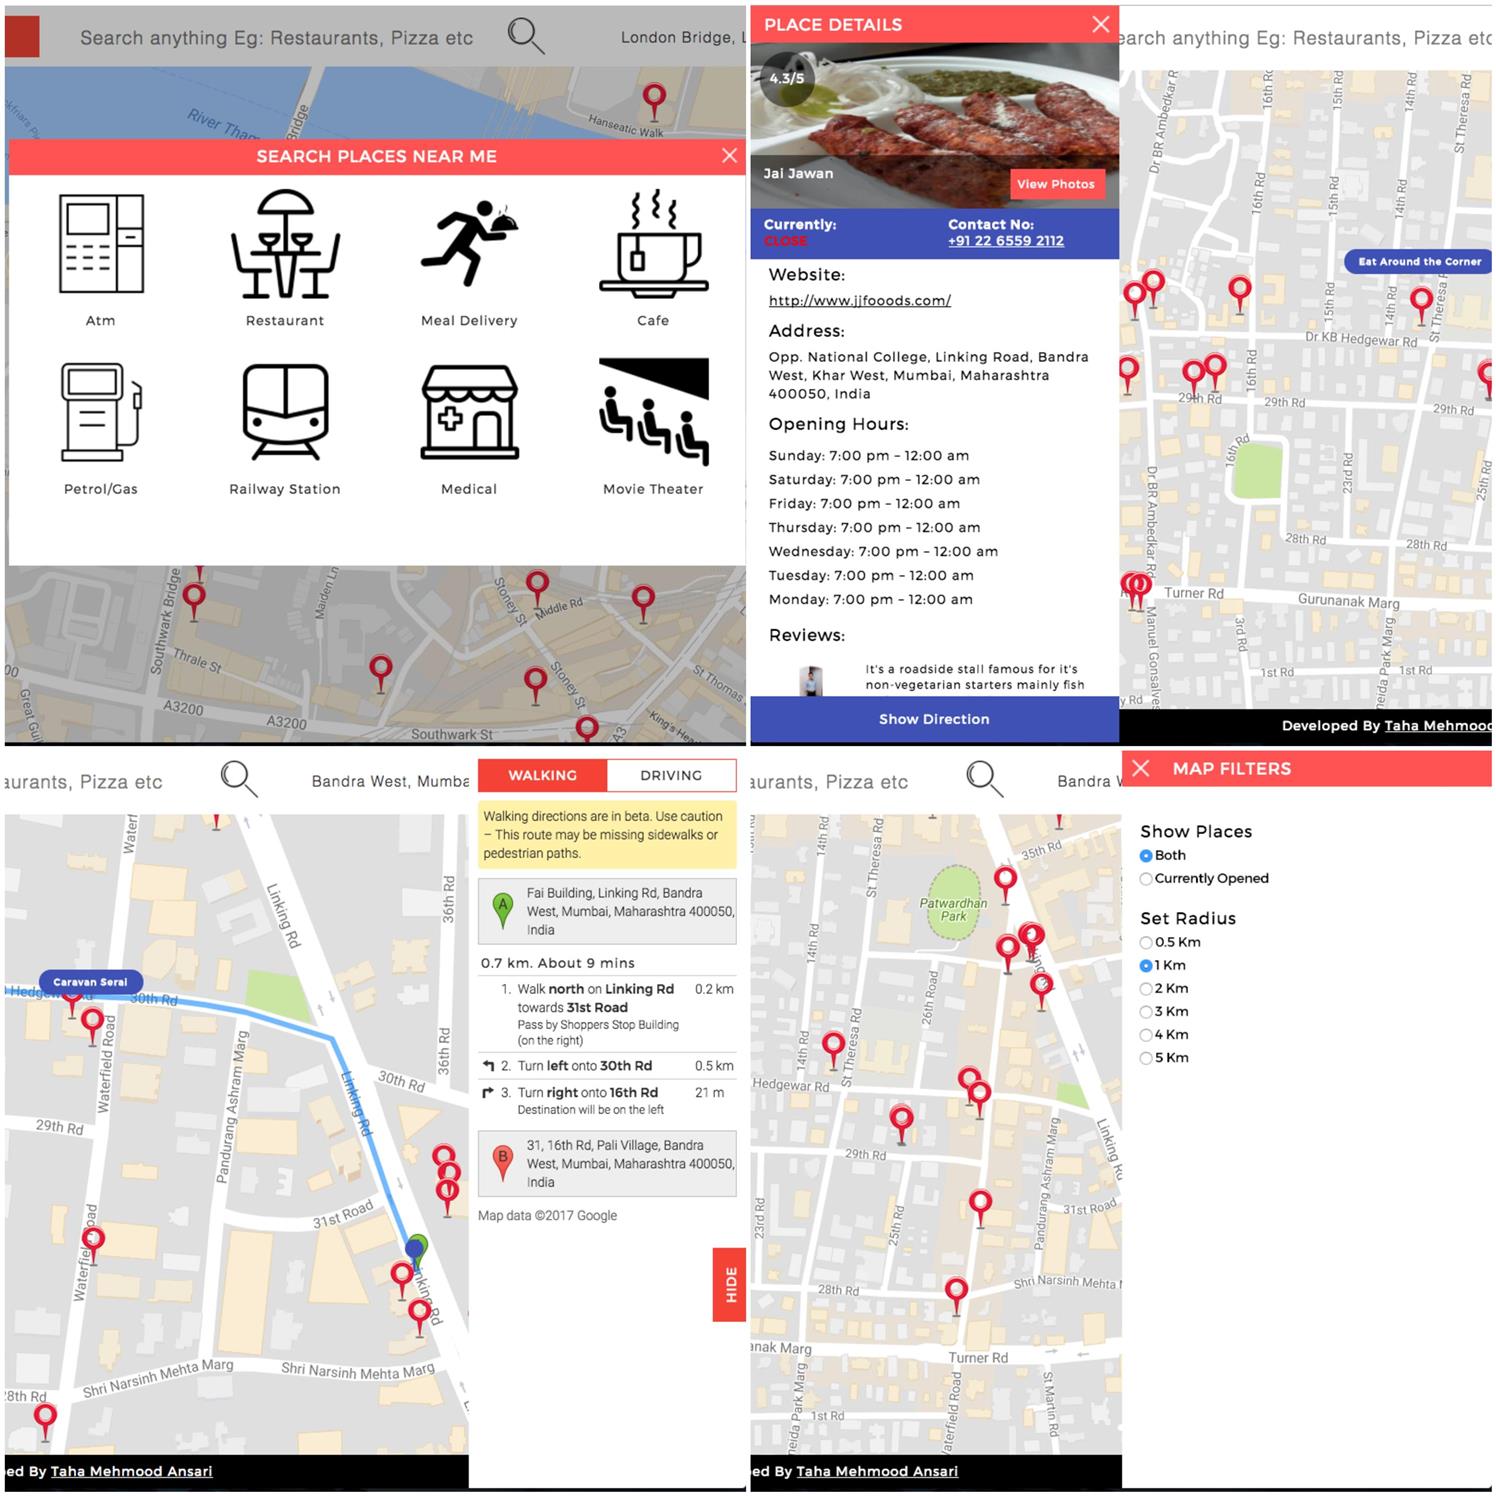 Search anything Eg: Restaurants, Pizza etc
London Bridge, L
River Tham
Bridge
Hanseatic Walk
SEARCH PLACES NEAR ME
Atm
Restaurant
Meal Delivery
Cafe
Petrol/Gas
Railway Station
Medical
Movie Theater
Southwark Bridge
Maiden Ln
Stoney St
Middle Rd
Thrale St
Stoney St
St Thomas
00
Great Gui
A3200
A3200
Southwark St
A3
King's Hea
PLACE DETAILS
4.3/5
Jai Jawan
View Photos
Currently:
CLOSE
Contact No:
+91 22 6559 2112
Website:
http://www.jjfooods.com/
Address:
Opp. National College, Linking Road, Bandra
West, Khar West, Mumbai, Maharashtra
400050, India
Opening Hours:
Sunday: 7:00 pm – 12:00 am
Saturday: 7:00 pm – 12:00 am
Friday: 7:00 pm – 12:00 am
Thursday: 7:00 pm – 12:00 am
Wednesday: 7:00 pm – 12:00 am
Tuesday: 7:00 pm – 12:00 am
Monday: 7:00 pm – 12:00 am
Reviews:
It's a roadside stall famous for it's
non-vegetarian starters mainly fish
Show Direction
earch anything Eg: Restaurants, Pizza etc
Dr BR Ambedkar R
16th R
15th Rd
14th Rd
St Theresa Rd
16th Rd
15th Rd
14th Rd
Eat Around the Corner
15th Rd
14th Rd
St Theresa R
Dr KB Hedgewar Rd
16th Rd
29th Rd
29th Rd
29th Rd
16th Rd
Dr BR Ambedkar Rd
23rd Rd
25th Rd
28th Rd
28th Rd
Turner Rd
Gurunanak Marg
Manuel Gonsalves
3rd Rd
neida Park Marg
1st Rd
1st Rd
y Rd
Developed By Taha Mehmood
aurants, Pizza etc
Bandra West, Mumba
Waterf
Linking Rd
36th Rd
Caravan Serai
Hedgew
Rd
30th Rd
Waterfield Road
Pandurang Ashram Marg
Linking Rd
30th Rd
36th Rd
29th Rd
31st Road
Waterfie
oad
inking Rd
Shri Narsinh Mehta Marg
Shri Narsinh Mehta Marg
28th Rd
L
ed By Taha Mehmood Ansari
WALKING
DRIVING
Walking directions are in beta. Use caution
– This route may be missing sidewalks or
pedestrian paths.
A
Fai Building, Linking Rd, Bandra
West, Mumbai, Maharashtra 400050,
India
0.7 km. About 9 mins
1. Walk north on Linking Rd 0.2 km
towards 31st Road
Pass by Shoppers Stop Building
(on the right)
2. Turn left onto 30th Rd 0.5 km
3. Turn right onto 16th Rd 21 m
Destination will be on the left
B
31, 16th Rd, Pali Village, Bandra
West, Mumbai, Maharashtra 400050,
India
Map data ©2017 Google
HIDE
aurants, Pizza etc
Bandra W
14th Rd
St Theresa Rd
35th Rd
Patwardhan
Park
14th Rd
26th Road
14th Rd
St Theresa Rd
Hedgewar Rd
29th Rd
Linking Rd
23rd Rd
25th Rd
Pandurang Ashram Marg
31st Road
28th Rd
Shri Narsinh Mehta M
anak Marg
Turner Rd
neida Park Marg
1st Rd
Waterfield Road
St Martin Rd
ed By Taha Mehmood Ansari
MAP FILTERS
Show Places
Both
Currently Opened
Set Radius
0.5 Km
1 Km
2 Km
3 Km
4 Km
5 Km